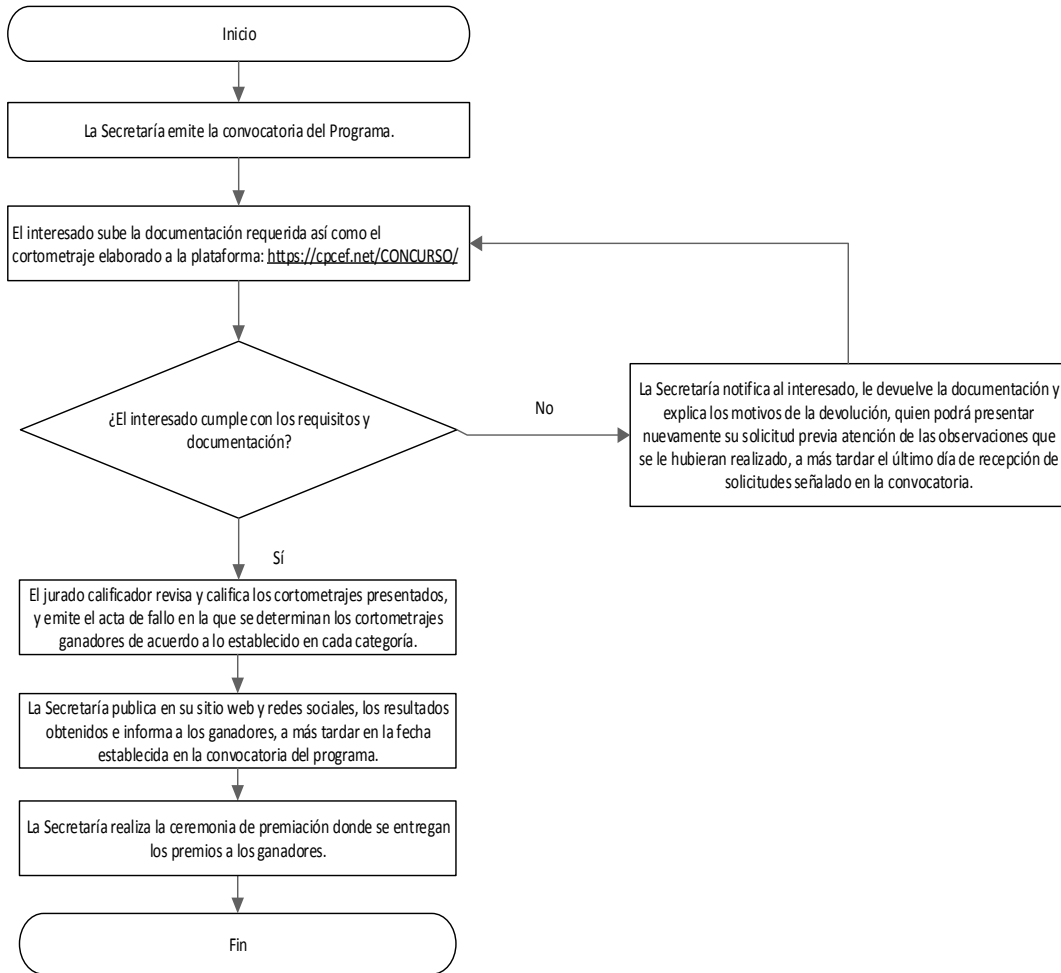 Inicio
La Secretaría emite la convocatoria del Programa.
El interesado sube la documentación requerida así como el
cortometraje elaborado a la plataforma: https://cpcef.net/CONCURSO/
¿El interesado cumple con los requisitos y
documentación?
No
La Secretaría notifica al interesado, le devuelve la documentación y
explica los motivos de la devolución, quien podrá presentar
nuevamente su solicitud previa atención de las observaciones que
se le hubieran realizado, a más tardar el último día de recepción de
solicitudes señalado en la convocatoria.
Sí
El jurado calificador revisa y califica los cortometrajes presentados,
y emite el acta de fallo en la que se determinan los cortometrajes
ganadores de acuerdo a lo establecido en cada categoría.
La Secretaría publica en su sitio web y redes sociales, los resultados
obtenidos e informa a los ganadores, a más tardar en la fecha
establecida en la convocatoria del programa.
La Secretaría realiza la ceremonia de premiación donde se entregan
los premios a los ganadores.
Fin